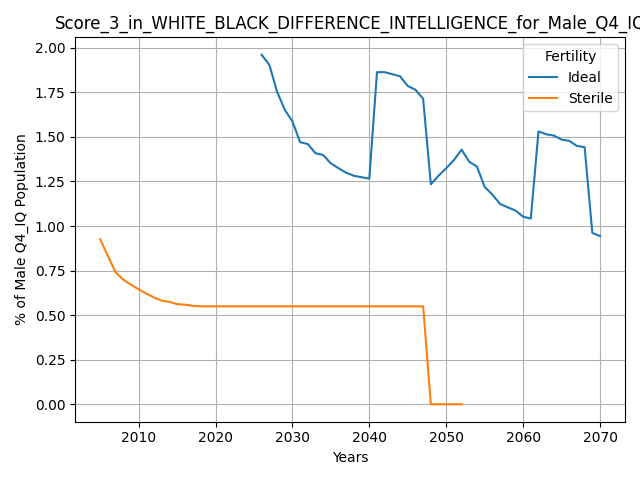 Score_3_in_WHITE_BLACK_DIFFERENCE_INTELLIGENCE_for_Male_Q4_IQ
Fertility
Ideal
Sterile
% of Male Q4_IQ Population
2.00
1.75
1.50
1.25
1.00
0.75
0.50
0.25
0.00
2010 2020 2030 2040 2050 2060 2070
Years